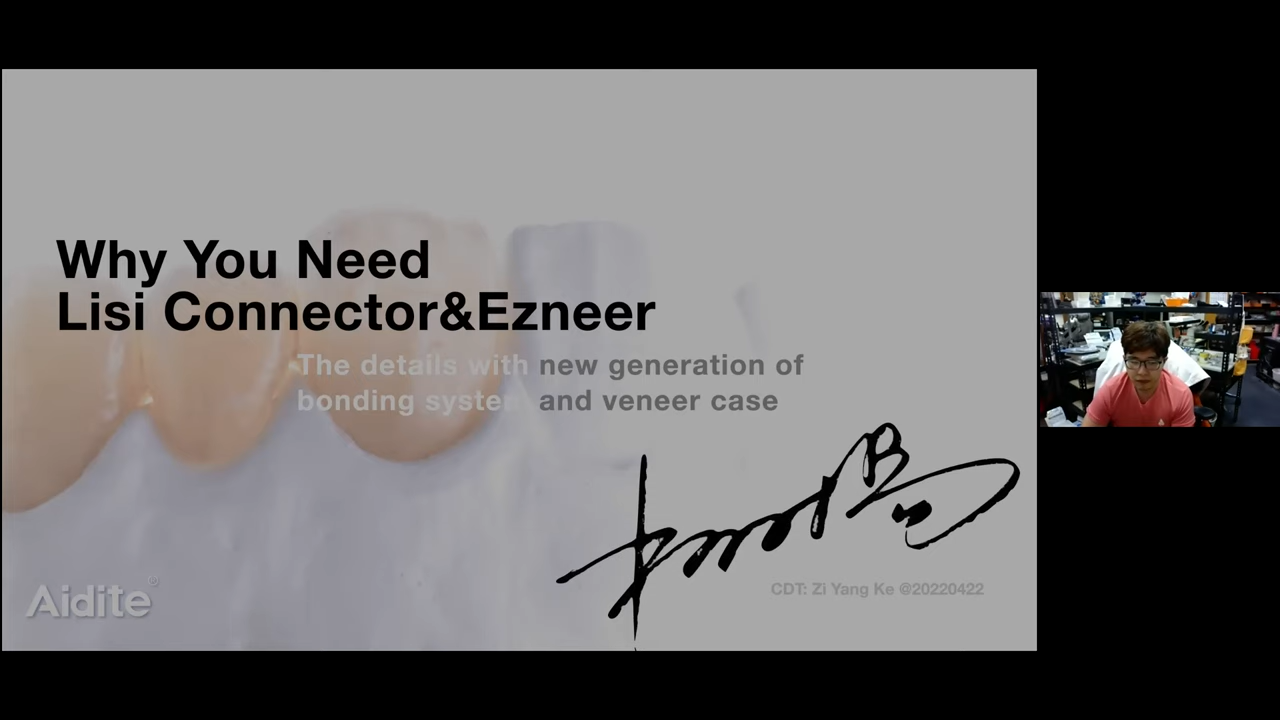 Why You Need
Lisi Connector&Ezneer
The details with new generation of
bonding system and veneer case
CDT: Zi Yang Ke @20220422
Aidite®